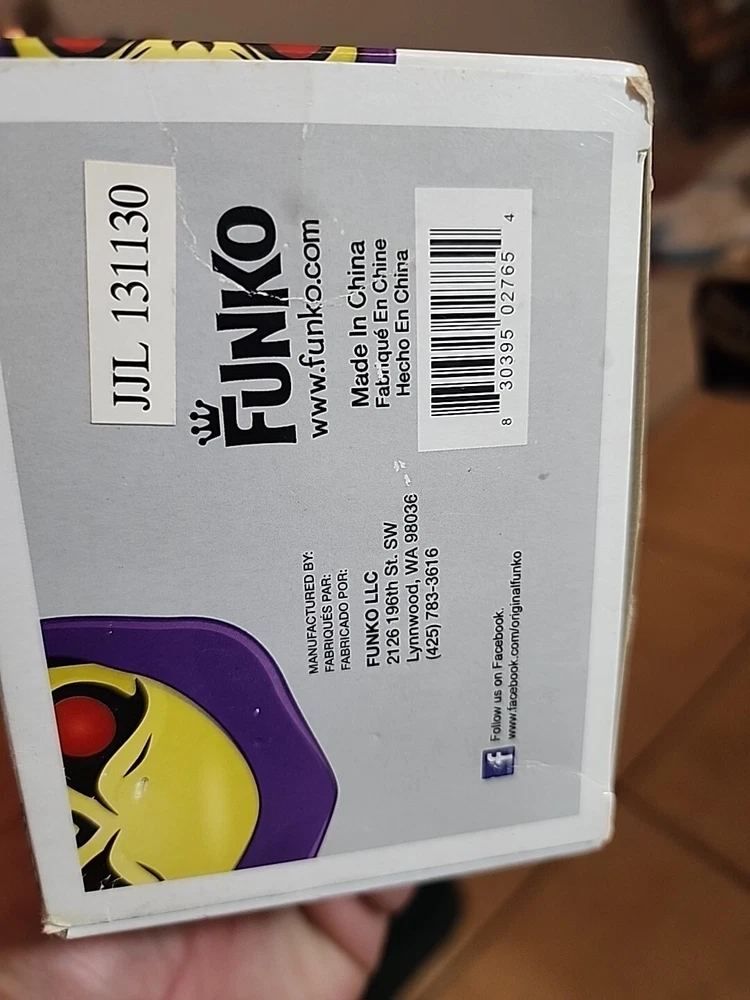 JJL 131130
FUNKO
www.funko.com
Made In China
Fabriqué En Chine
Hecho En China
8 30395 02765 4
MANUFACTURED BY:
FABRIQUÉS PAR:
FABRICADO POR:
FUNKO LLC
2126 196th St. SW
Lynnwood, WA 98036
(425) 783-3616
f
Follow us on Facebook.
www.facebook.com/originalfunko